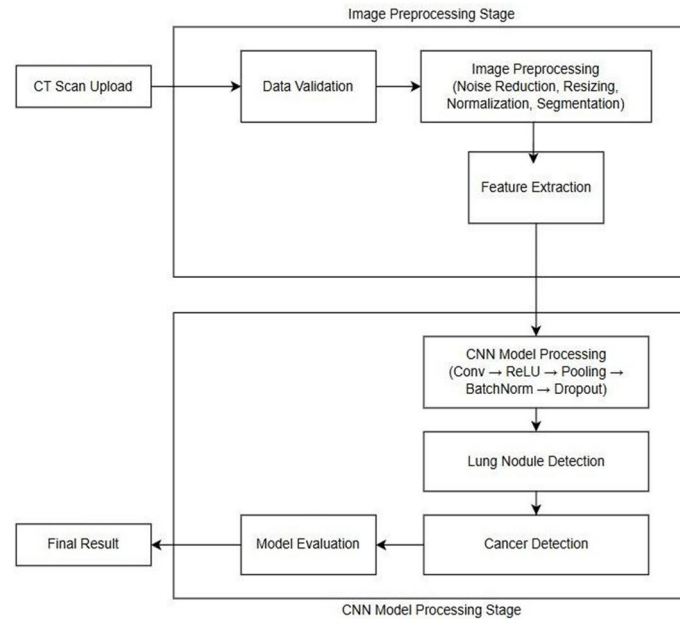 Image Preprocessing Stage
CT Scan Upload
Data Validation
Image Preprocessing
(Noise Reduction, Resizing,
Normalization, Segmentation)
Feature Extraction
CNN Model Processing
(Conv → ReLU → Pooling →
BatchNorm → Dropout)
Lung Nodule Detection
Cancer Detection
Model Evaluation
Final Result
CNN Model Processing Stage